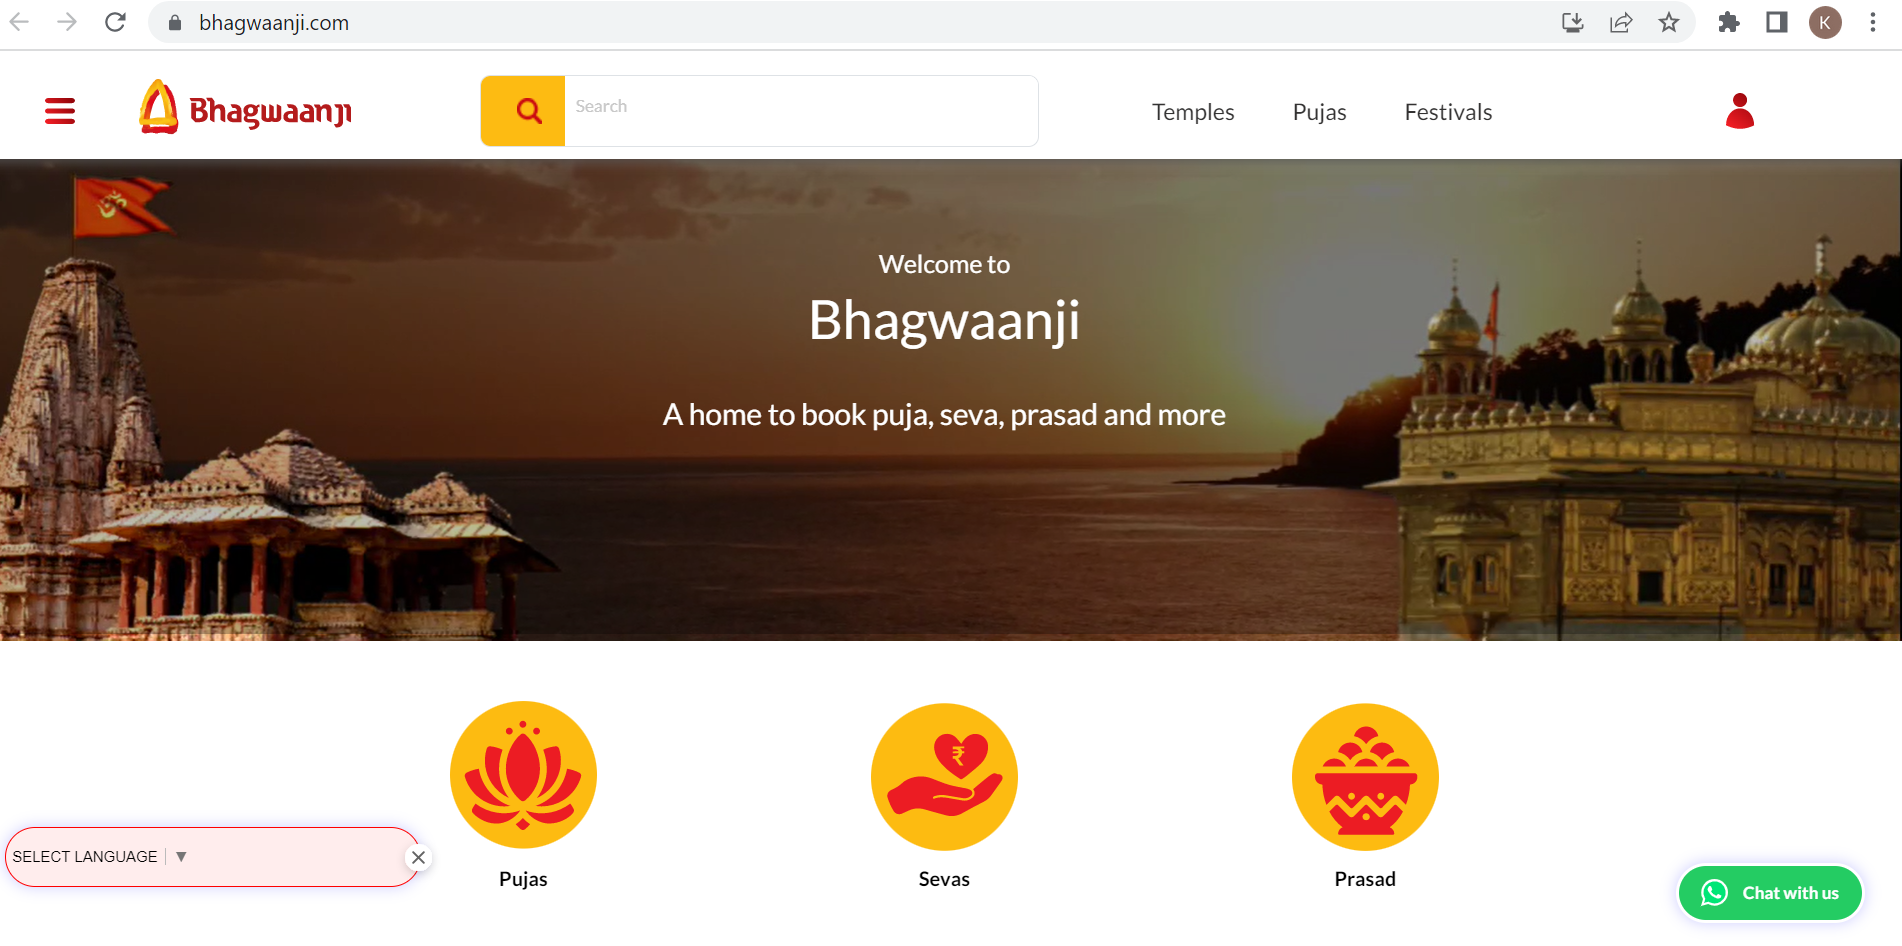 bhagwaanji.com
K
Bhagwaanji
Search
Temples
Pujas
Festivals
ॐ
Welcome to
Bhagwaanji
A home to book puja, seva, prasad and more
₹
SELECT LANGUAGE ▼
Pujas
Sevas
Prasad
Chat with us